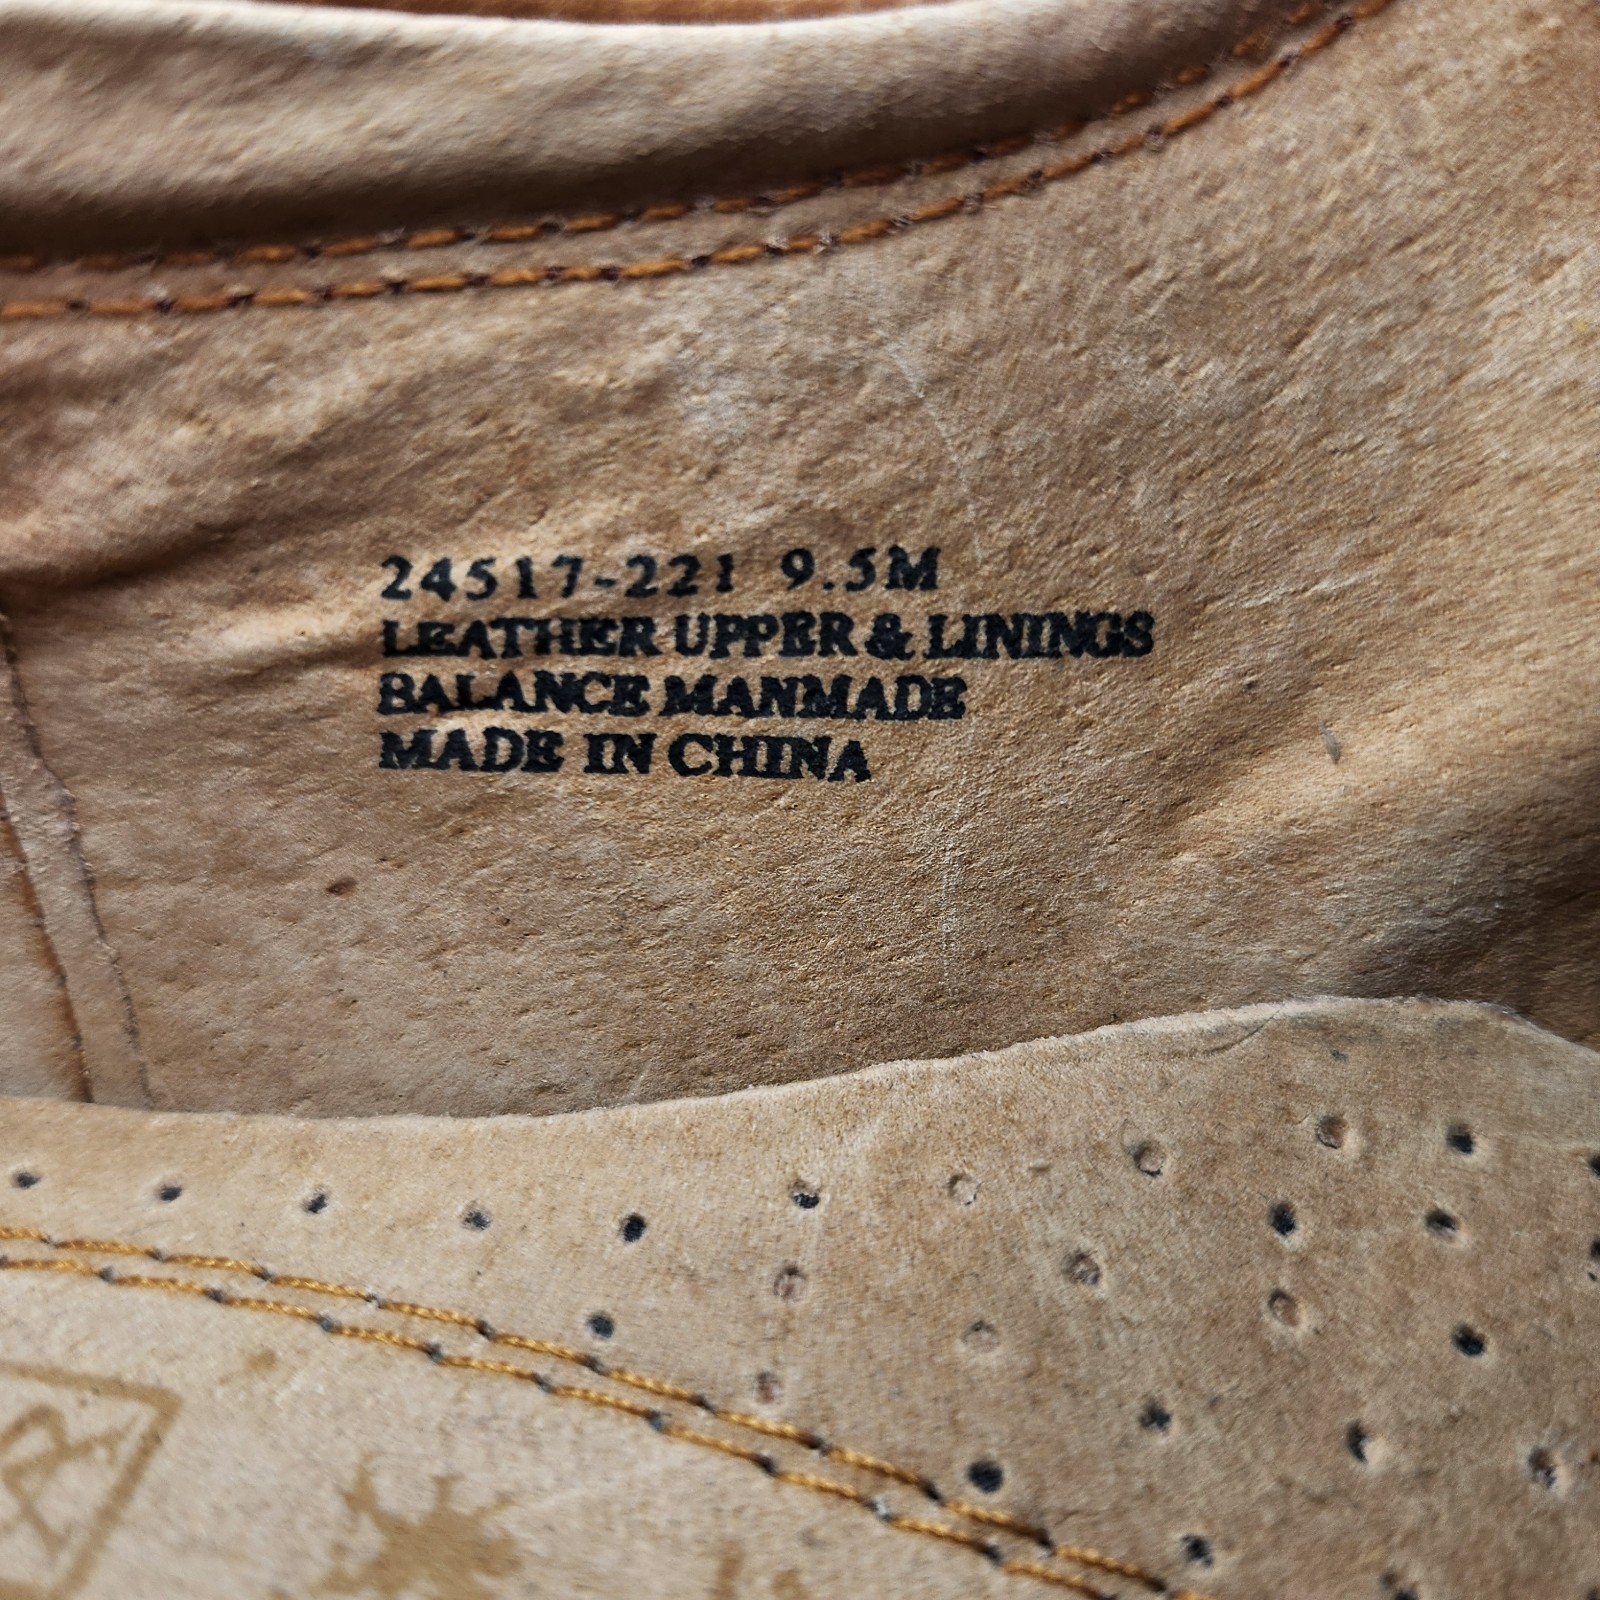 24517-221 9.5M
LEATHER UPPER & LININGS
BALANCE MANMADE
MADE IN CHINA